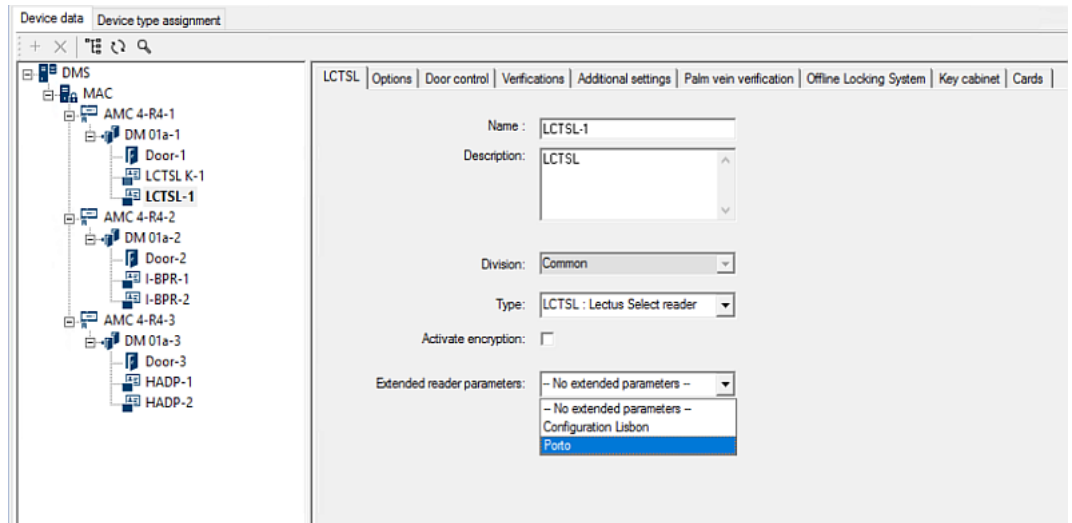 Device data Device type assignment
DMS
MAC
AMC 4-R4-1
DM 01a-1
Door-1
LCTSL K-1
LCTSL-1
AMC 4-R4-2
DM 01a-2
Door-2
I-BPR-1
I-BPR-2
AMC 4-R4-3
DM 01a-3
Door-3
HADP-1
HADP-2
LCTSL Options Door control Verifications Additional settings Palm vein verification Offline Locking System Key cabinet Cards
Name : LCTSL-1
Description: LCTSL
Division: Common
Type: LCTSL : Lectus Select reader
Activate encryption:
Extended reader parameters: -- No extended parameters --
-- No extended parameters --
Configuration Lisbon
Porto